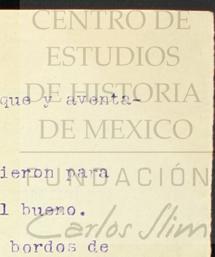 CENTRO DE
ESTUDIOS
DE HISTORIA
que y aventa-
DE MEXICO
ieron para
FUNDACIÓN
l bueno.
Carlos Slim
bordos de